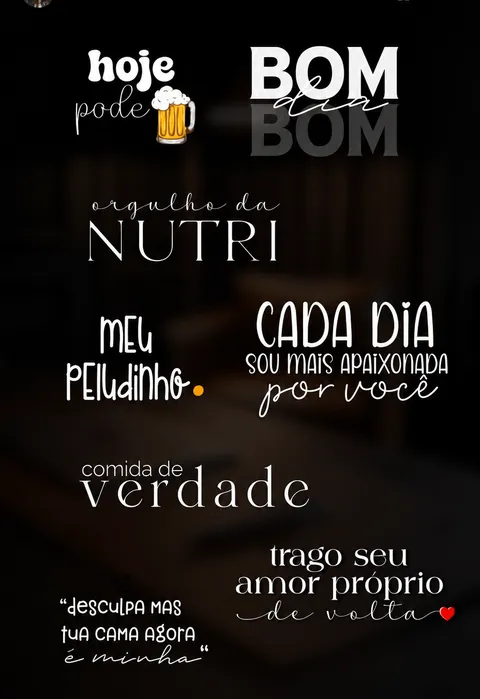 hoje
pode
BOM
dia
BOM
orgulho da
NUTRI
MEU
PELUDINHO
CADA DIA
SOU MAIS APAIXONADA
por você
comida de
verdade
trago seu
amor próprio
de volta
“desculpa mas
tua cama agora
é minha“